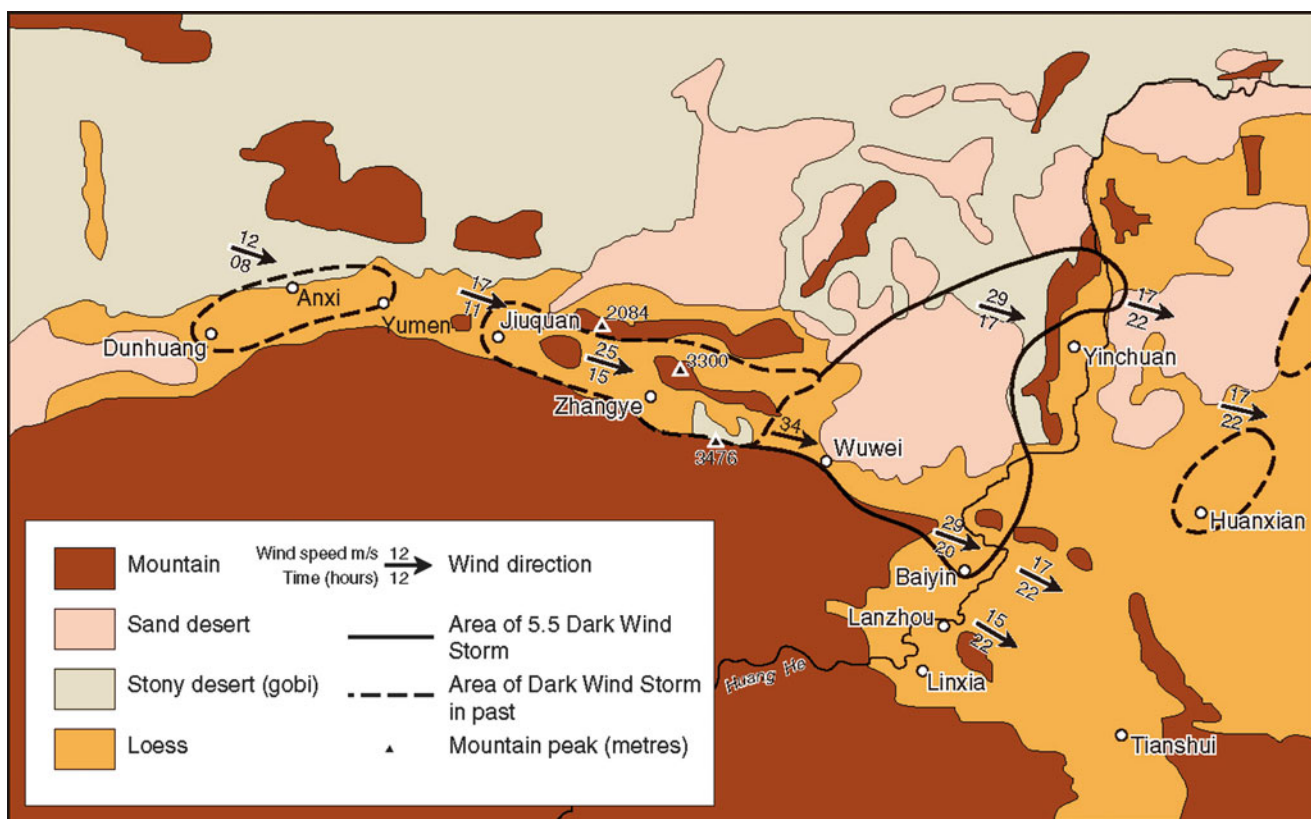 12
08
Anxi
Yumen
Dunhuang
17
11
Jiuquan
2084
25
15
3300
Zhangye
3476
34
Wuwei
29
17
17
22
Yinchuan
17
22
Huanxian
29
20
Baiyin
17
22
Lanzhou
15
22
Linxia
Huang He
Tianshui
Mountain
Sand desert
Stony desert (gobi)
Loess
Wind speed m/s 12
Time (hours) 12
Wind direction
Area of 5.5 Dark Wind
Storm
Area of Dark Wind Storm
in past
Mountain peak (metres)